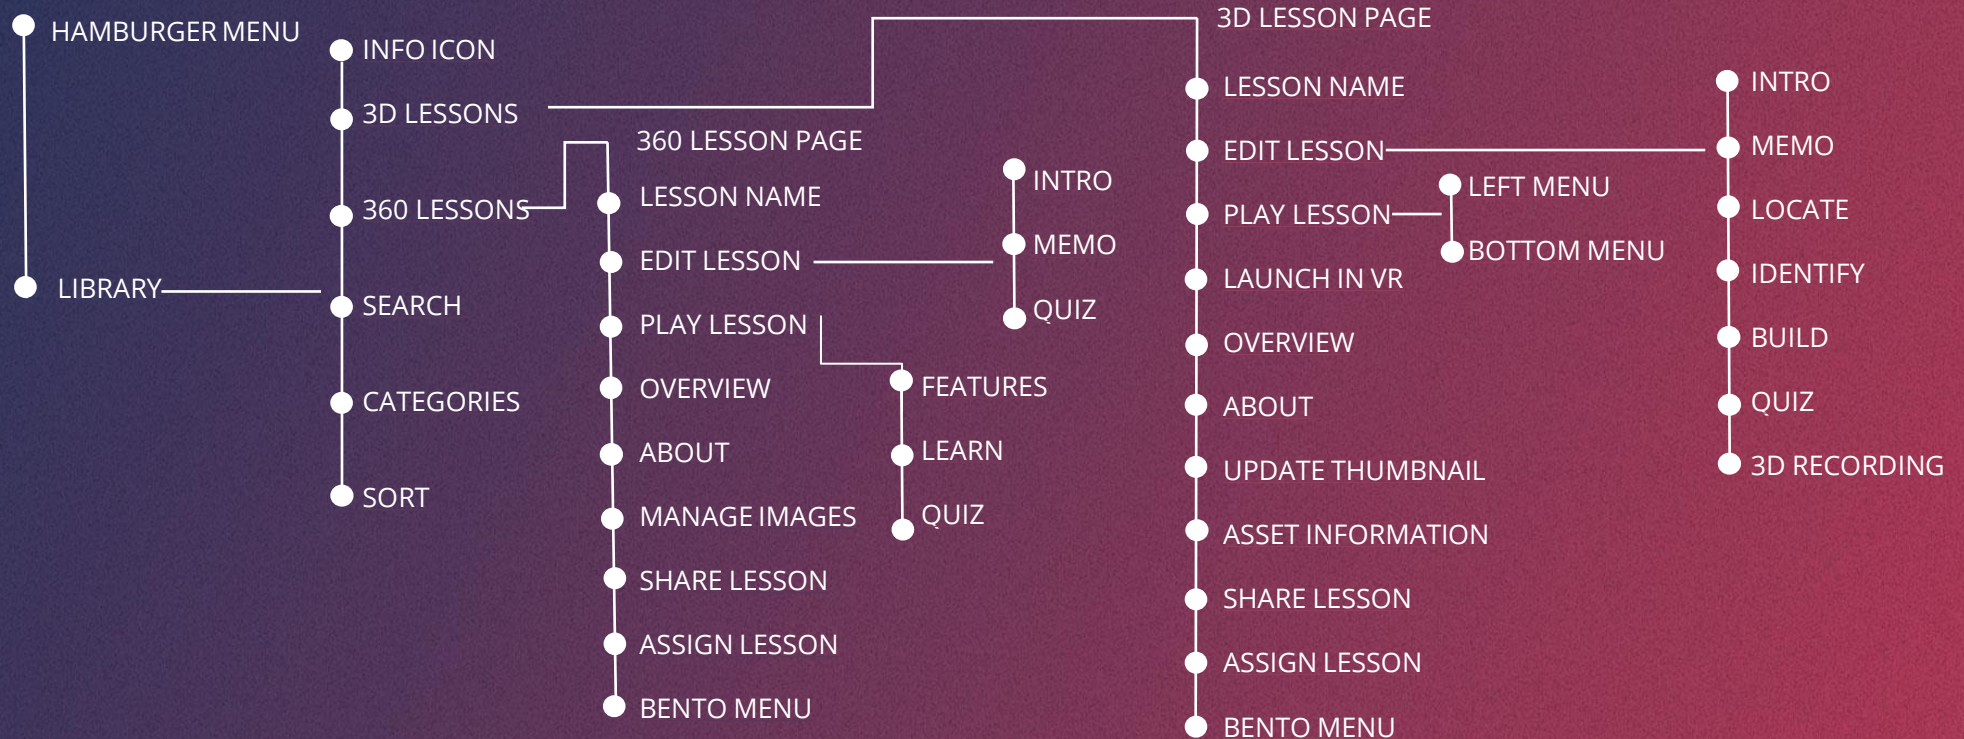 HAMBURGER MENU
LIBRARY
INFO ICON
3D LESSONS
360 LESSONS
SEARCH
CATEGORIES
SORT
360 LESSON PAGE
LESSON NAME
EDIT LESSON
PLAY LESSON
OVERVIEW
ABOUT
MANAGE IMAGES
SHARE LESSON
ASSIGN LESSON
BENTO MENU
INTRO
MEMO
QUIZ
FEATURES
LEARN
QUIZ
3D LESSON PAGE
LESSON NAME
EDIT LESSON
PLAY LESSON
LAUNCH IN VR
OVERVIEW
ABOUT
UPDATE THUMBNAIL
ASSET INFORMATION
SHARE LESSON
ASSIGN LESSON
BENTO MENU
LEFT MENU
BOTTOM MENU
INTRO
MEMO
LOCATE
IDENTIFY
BUILD
QUIZ
3D RECORDING